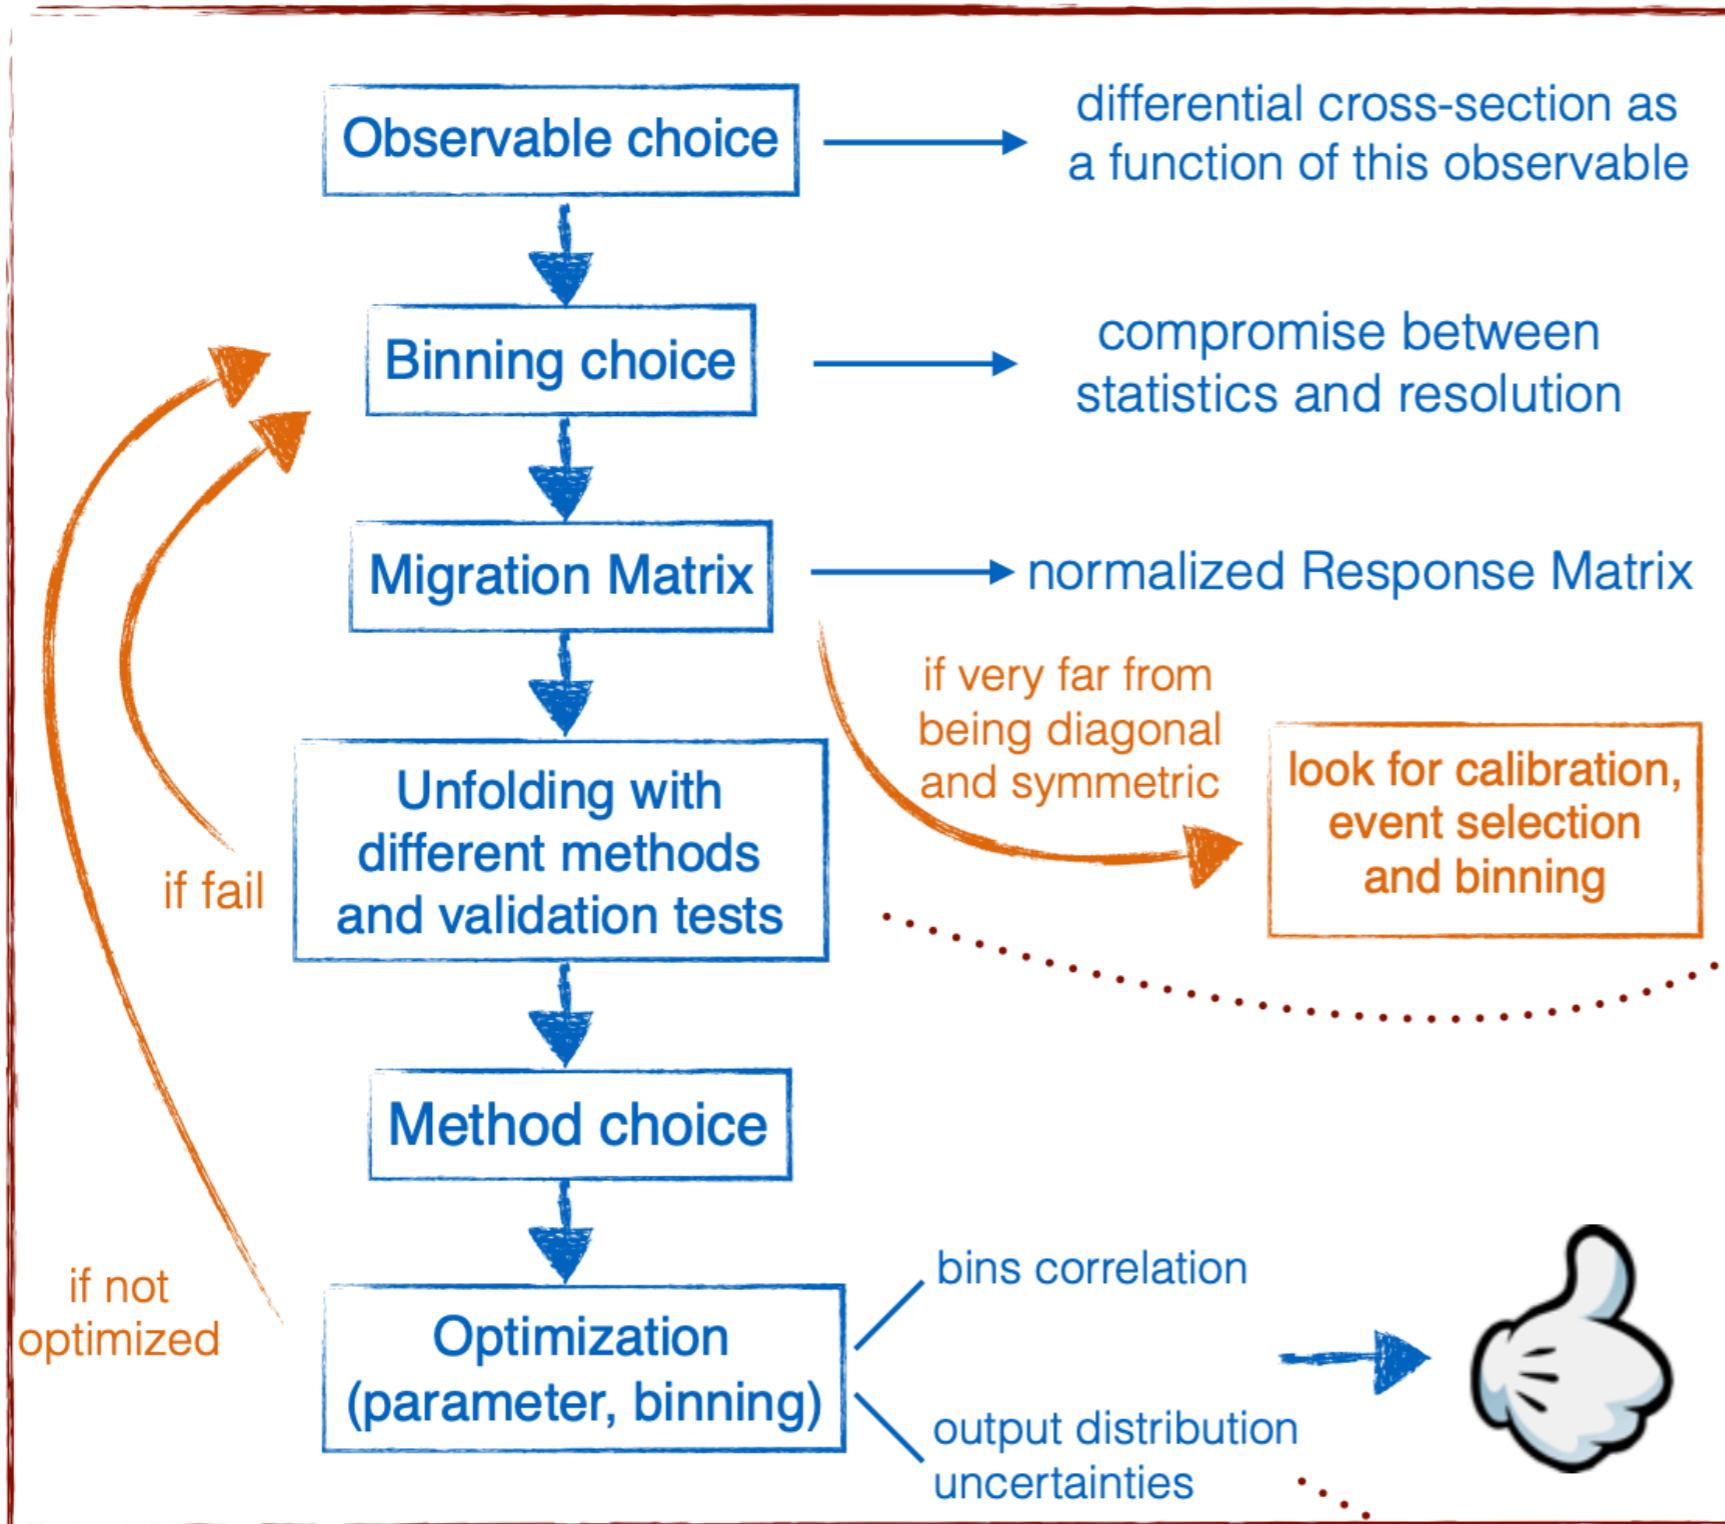 Observable choice
differential cross-section as
a function of this observable
Binning choice
compromise between
statistics and resolution
Migration Matrix
normalized Response Matrix
if very far from
being diagonal
and symmetric
look for calibration,
event selection
and binning
Unfolding with
different methods
and validation tests
if fail
Method choice
if not
optimized
Optimization
(parameter, binning)
bins correlation
output distribution
uncertainties